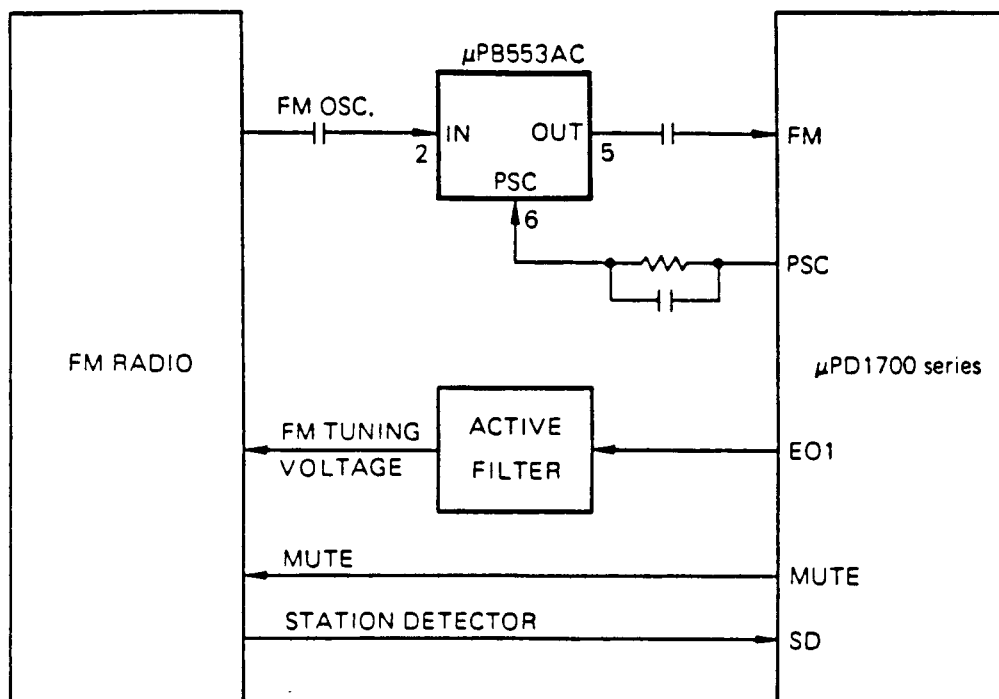 μPB553AC
FM OSC.
IN
OUT
2
5
FM
PSC
6
PSC
FM RADIO
μPD1700 series
FM TUNING
VOLTAGE
ACTIVE
FILTER
EO1
MUTE
MUTE
STATION DETECTOR
SD